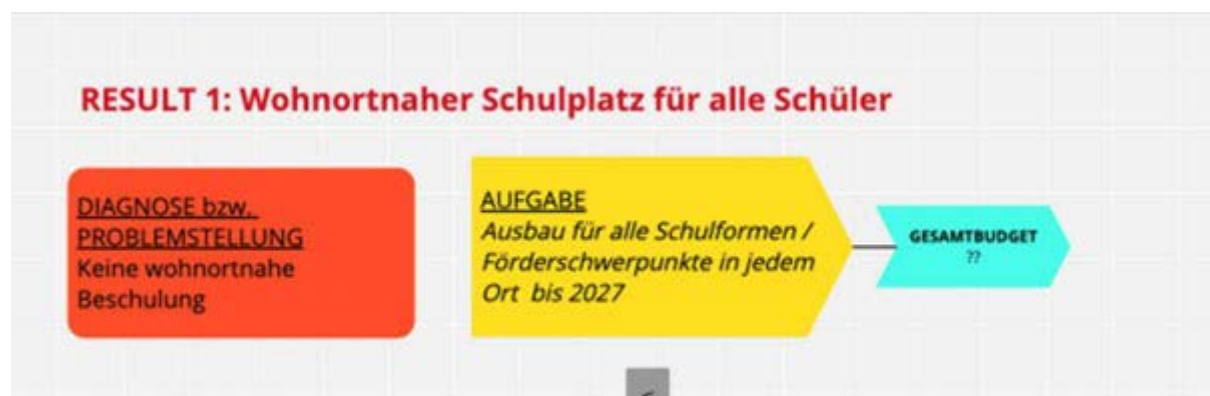 RESULT 1: Wohnortnaher Schulplatz für alle Schüler
DIAGNOSE bzw.
PROBLEMSTELLUNG
Keine wohnortnahe
Beschulung
AUFGABE
Ausbau für alle Schulformen /
Förderschwerpunkte in jedem
Ort bis 2027
GESAMTBUDGET
??